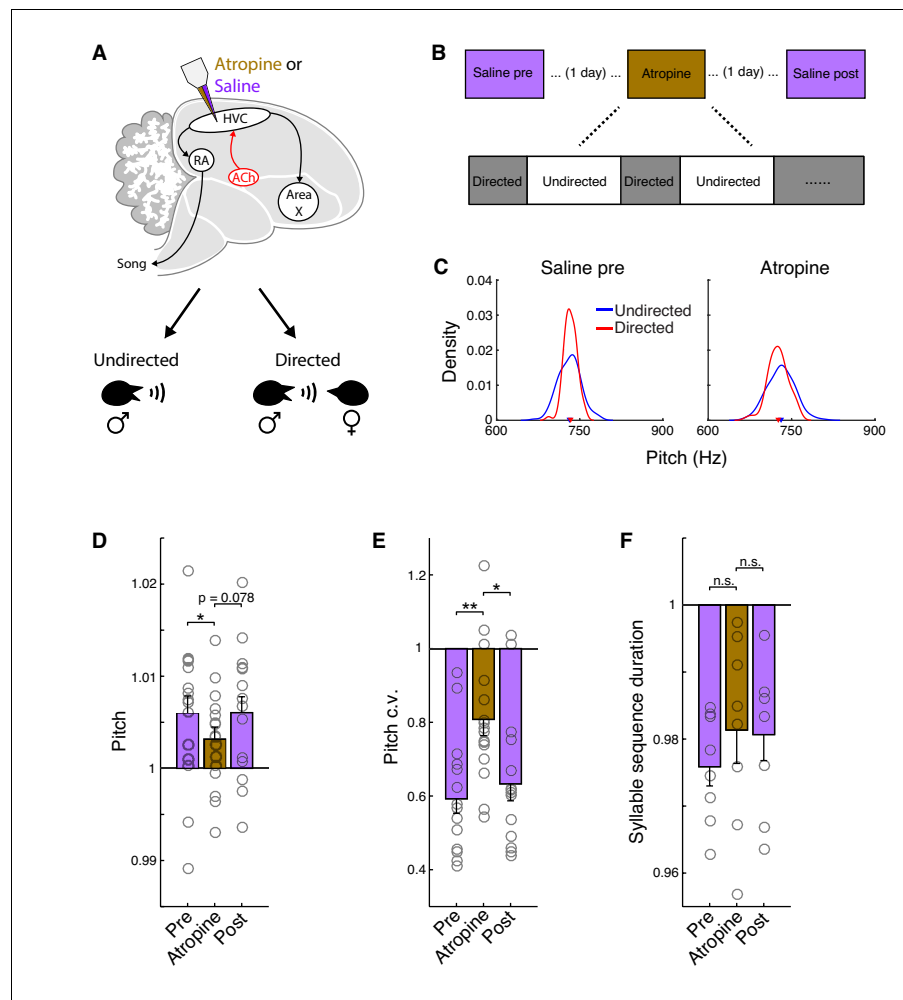 A
Atropine or
Saline
HVC
RA
ACh
Area
X
Song
Undirected
Directed
♂
♂
♀
B
Saline pre
... (1 day) ...
Atropine
... (1 day) ...
Saline post
Directed
Undirected
Directed
Undirected
......
C
Saline pre
Atropine
0.04
0.03
0.02
0.01
0
Density
Undirected
Directed
600
750
900
600
750
900
Pitch (Hz)
D
1.02
1.01
1
0.99
Pitch
p = 0.078
*
Pre
Atropine
Post
E
1.2
1
0.8
0.6
0.4
Pitch c.v.
**
*
Pre
Atropine
Post
F
1
0.98
0.96
Syllable sequence duration
n.s.
n.s.
Pre
Atropine
Post